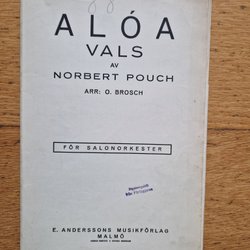 ALÓA
VALS
AV
NORBERT POUCH
ARR: O. BROSCH
FÖR SALONORKESTER
E. ANDERSSONS MUSIKFÖRLAG
MALMÖ